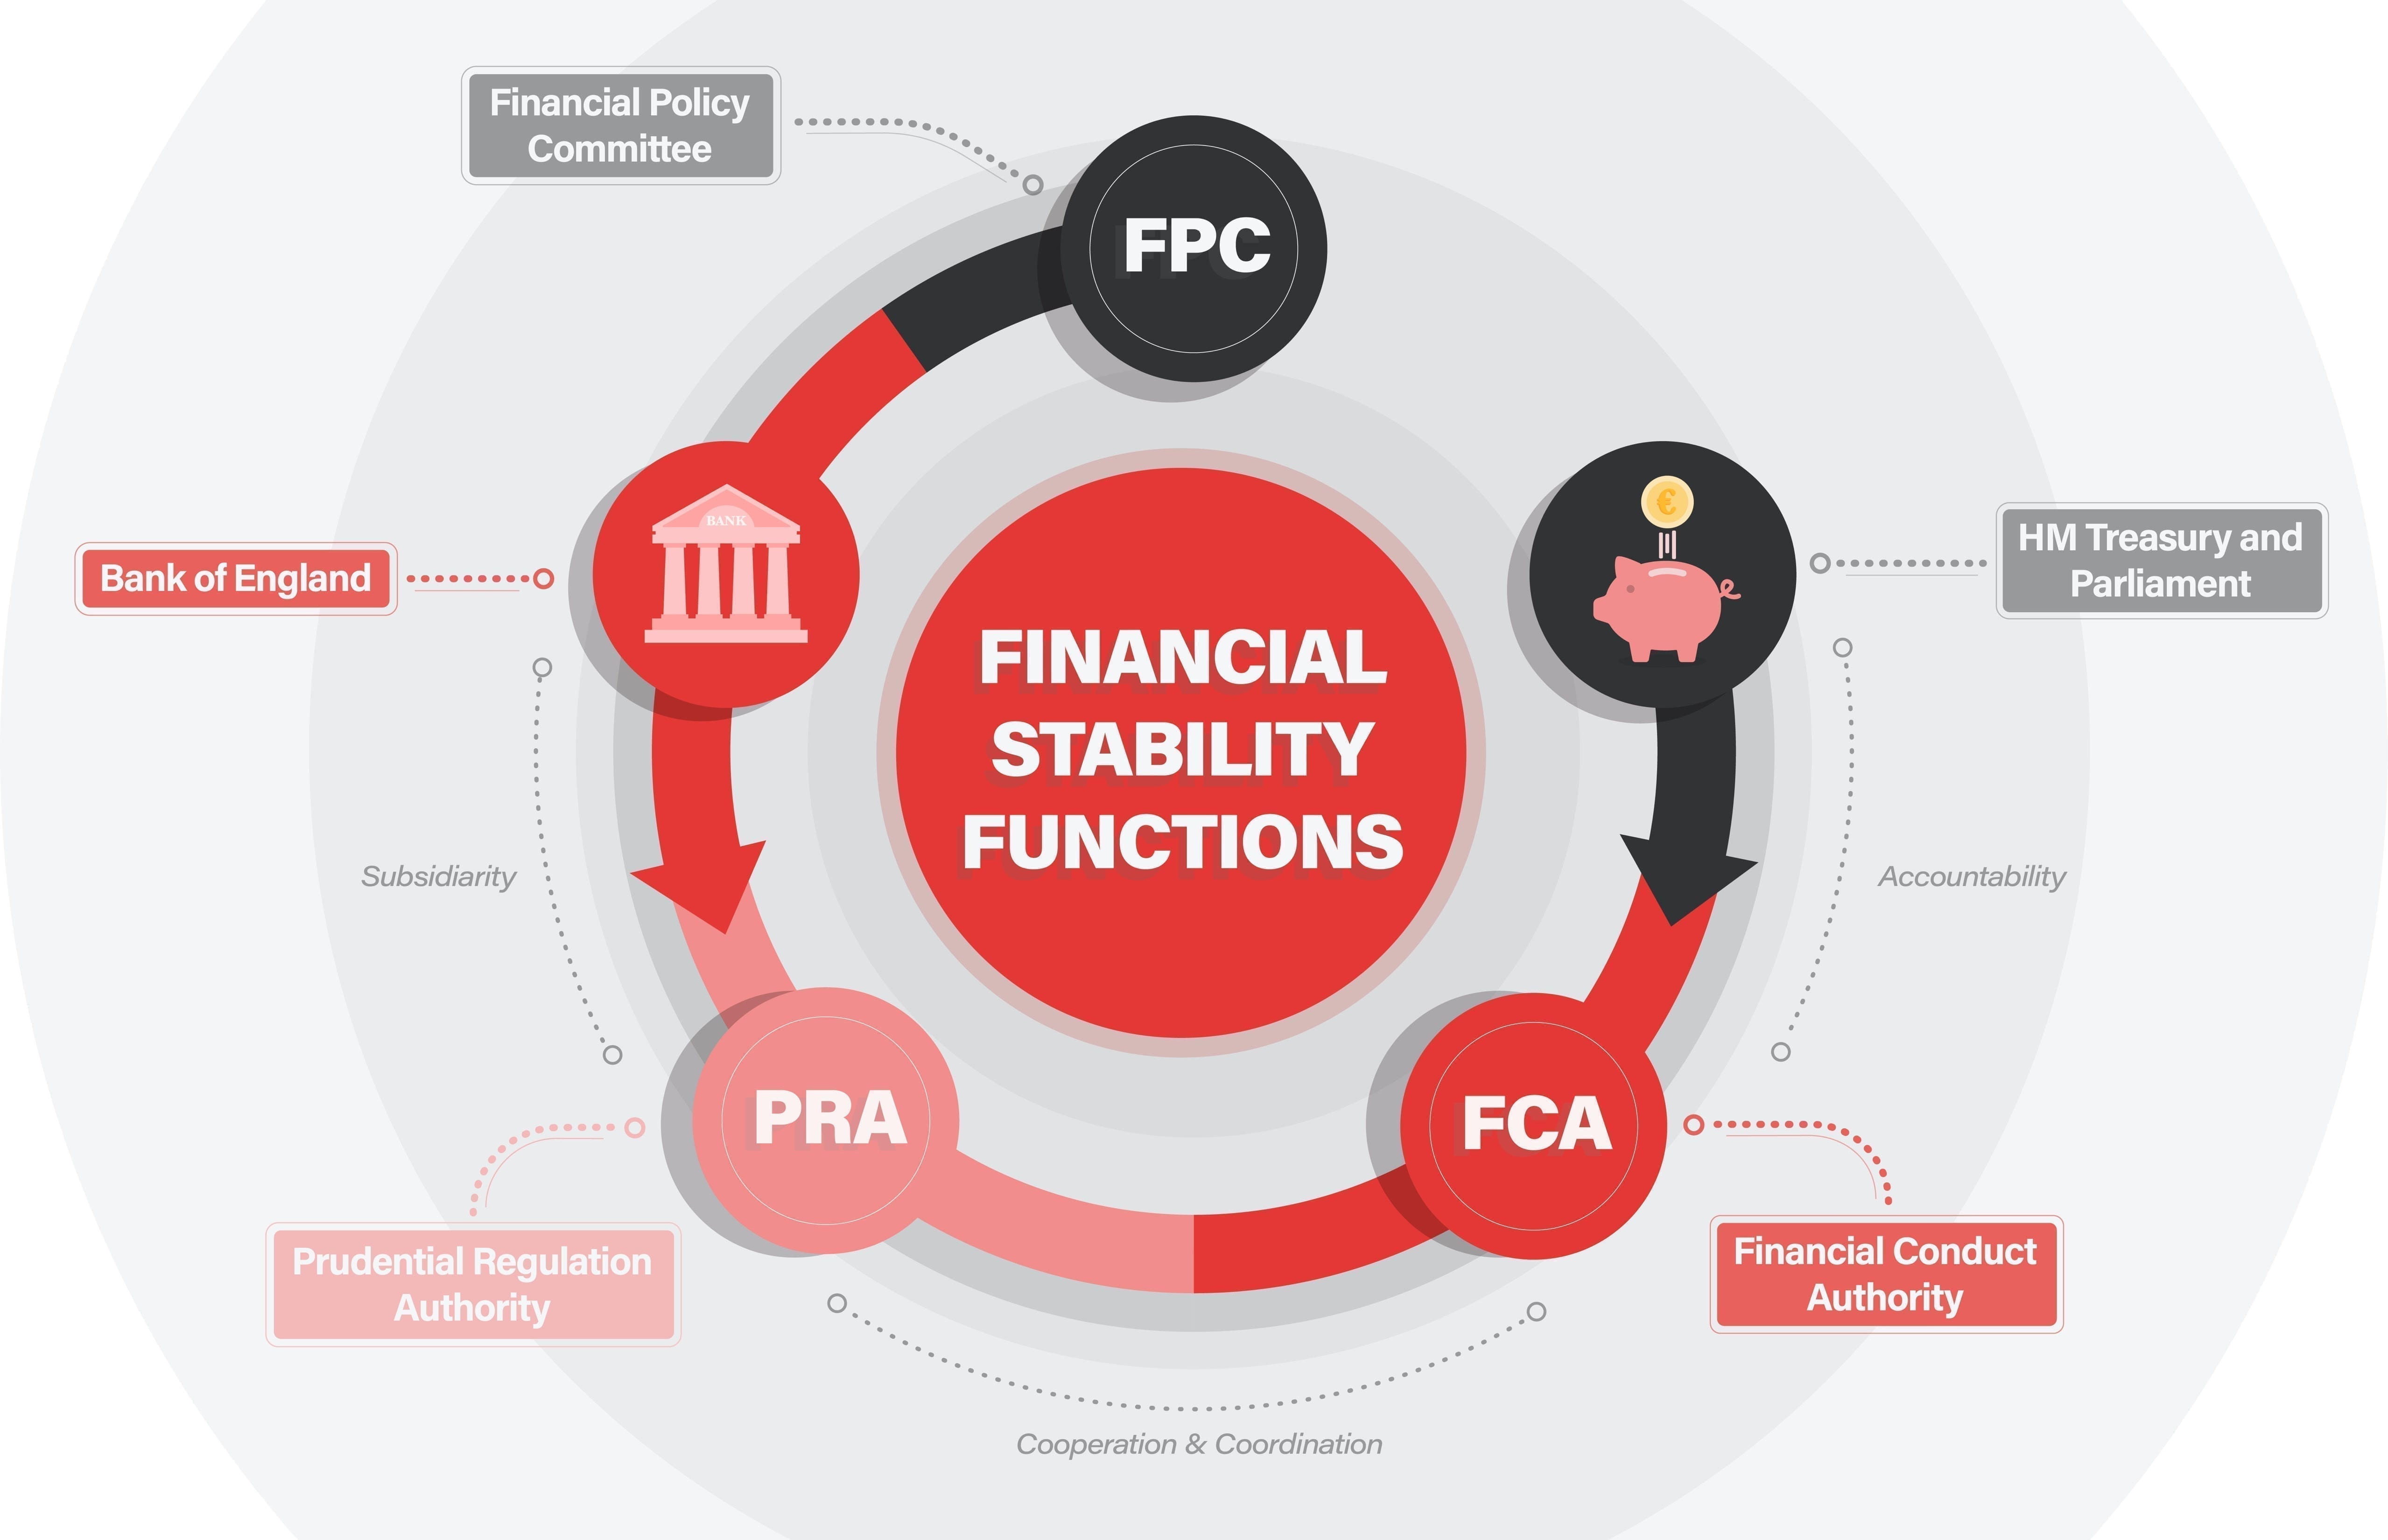 Financial Policy
Committee
FPC
BANK
€
Bank of England
HM Treasury and
Parliament
FINANCIAL
STABILITY
FUNCTIONS
Subsidiarity
Accountability
PRA
FCA
Prudential Regulation
Authority
Financial Conduct
Authority
Cooperation & Coordination